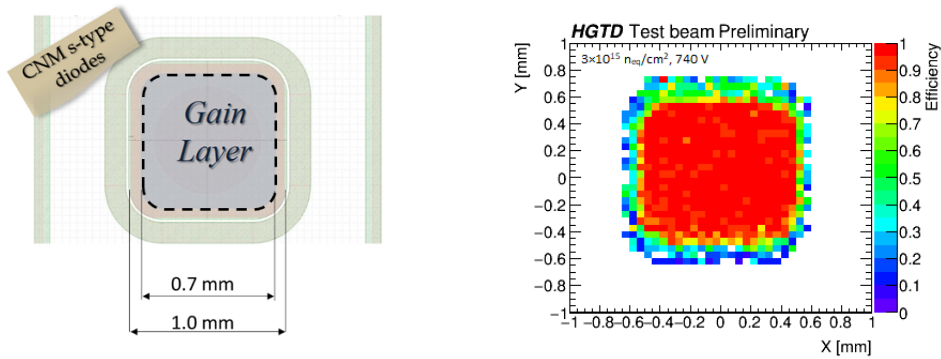 CNM s-type
diodes
Gain
Layer
0.7 mm
1.0 mm
HGTD Test beam Preliminary
3×10¹⁵ nₑq/cm², 740 V
Y [mm]
1
0.8
0.6
0.4
0.2
0
−0.2
−0.4
−0.6
−0.8
−1
−1 −0.8 −0.6 −0.4 −0.2 0 0.2 0.4 0.6 0.8 1
X [mm]
Efficiency
1
0.9
0.8
0.7
0.6
0.5
0.4
0.3
0.2
0.1
0